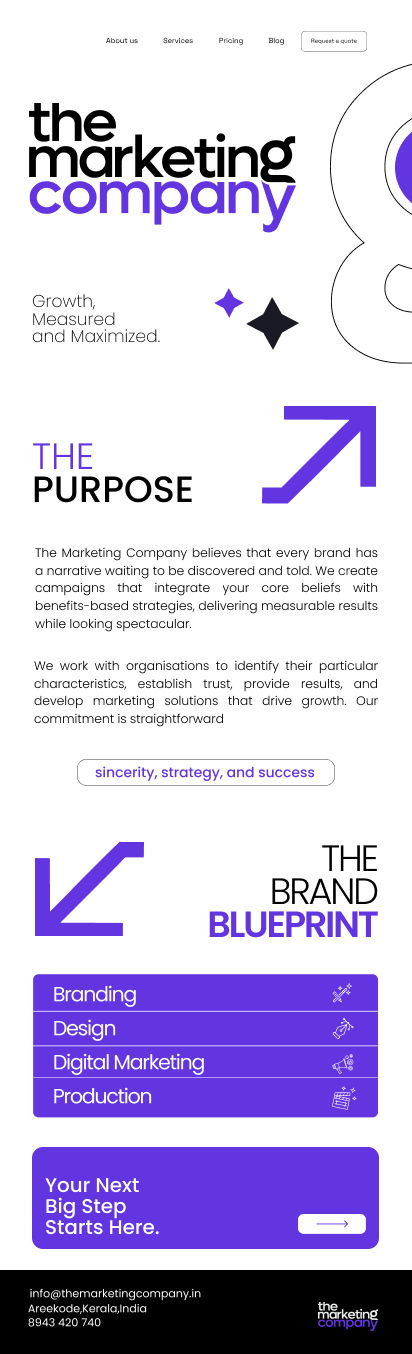 About us Services Pricing Blog Request a quote
the
marketing
company
Growth,
Measured
and Maximized.
THE
PURPOSE
The Marketing Company believes that every brand has
a narrative waiting to be discovered and told. We create
campaigns that integrate your core beliefs with
benefits-based strategies, delivering measurable results
while looking spectacular.
We work with organisations to identify their particular
characteristics, establish trust, provide results, and
develop marketing solutions that drive growth. Our
commitment is straightforward
sincerity, strategy, and success
THE
BRAND
BLUEPRINT
Branding
Design
Digital Marketing
Production
Your Next
Big Step
Starts Here.
info@themarketingcompany.in
Areekode,Kerala,India
8943 420 740
the
marketing
company